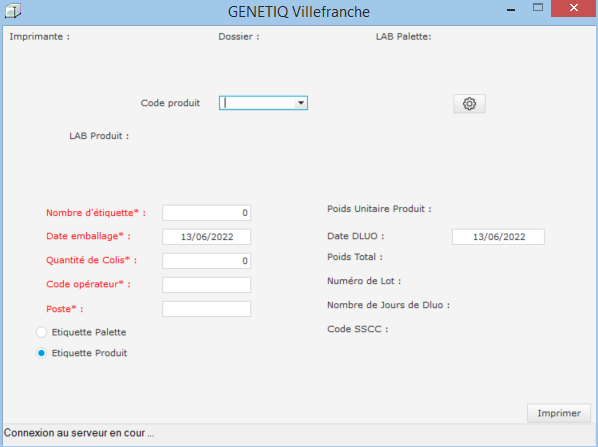 GENETIQ Villefranche
Imprimante : Dossier : LAB Palette:
Code produit
LAB Produit :
Nombre d'étiquette* : 0 Poids Unitaire Produit :
Date emballage* : 13/06/2022 Date DLUO : 13/06/2022
Quantité de Colis* : 0 Poids Total :
Code opérateur* : Numéro de Lot :
Poste* : Nombre de Jours de Dluo :
Etiquette Palette Code SSCC :
Etiquette Produit
Imprimer
Connexion au serveur en cour ...